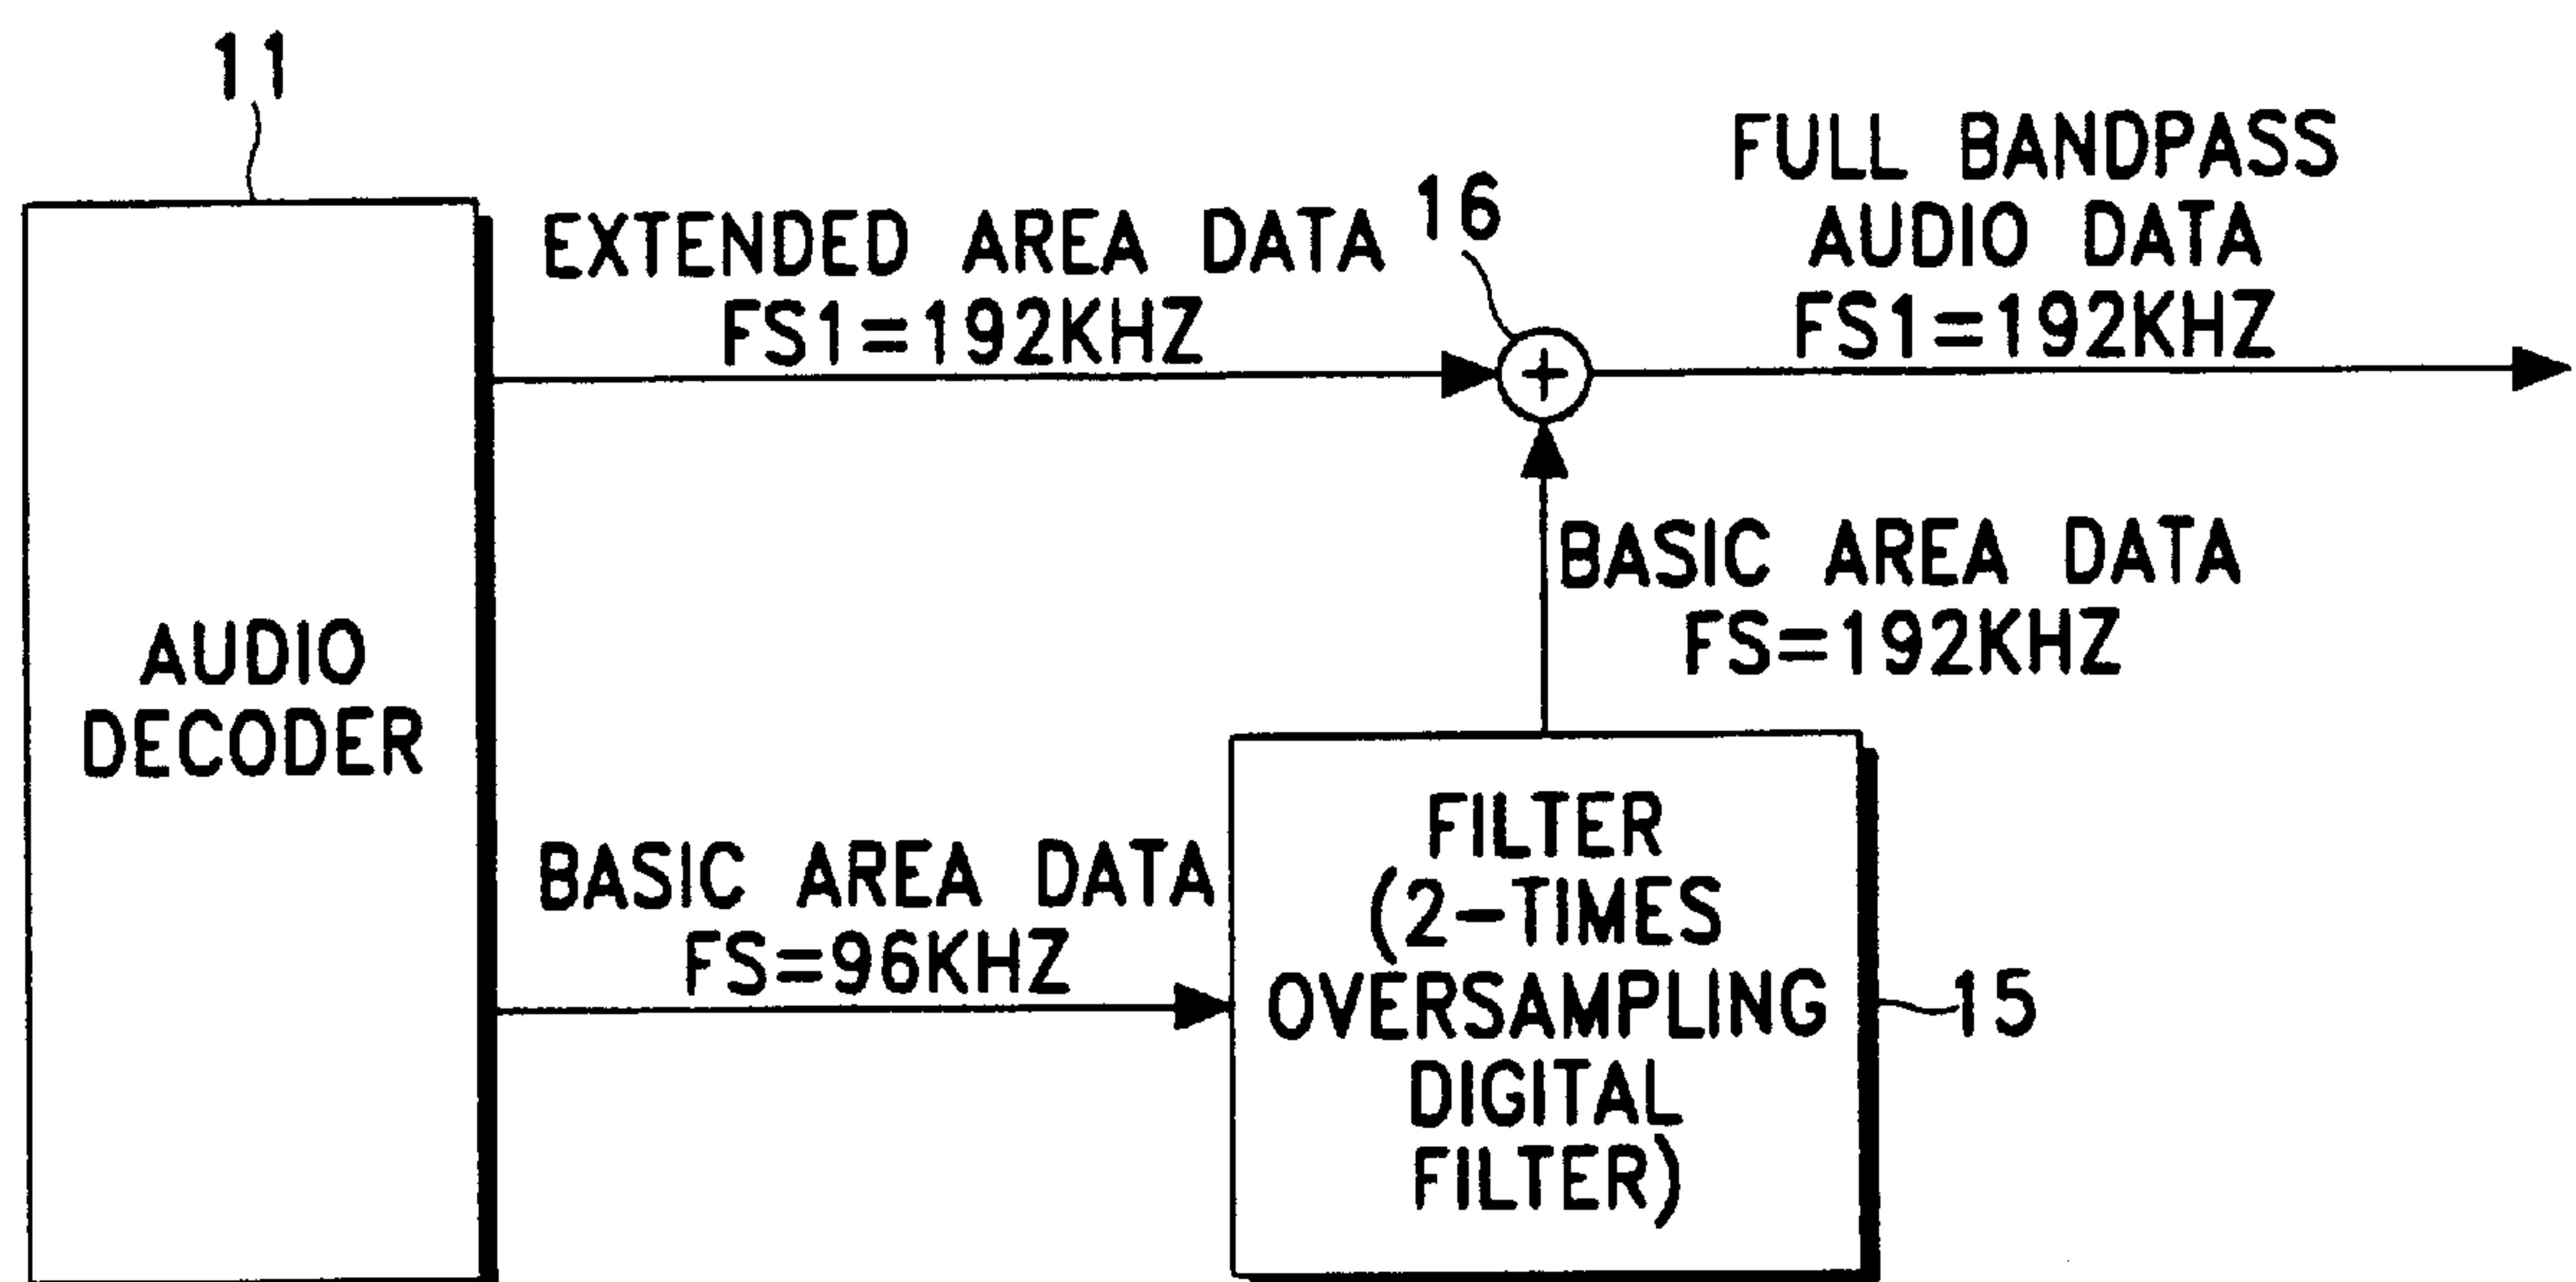 11
EXTENDED AREA DATA
FS1=192KHZ
16
FULL BANDPASS
AUDIO DATA
FS1=192KHZ
+
BASIC AREA DATA
FS=192KHZ
AUDIO
DECODER
BASIC AREA DATA
FS=96KHZ
FILTER
(2-TIMES
OVERSAMPLING
DIGITAL
FILTER)
15